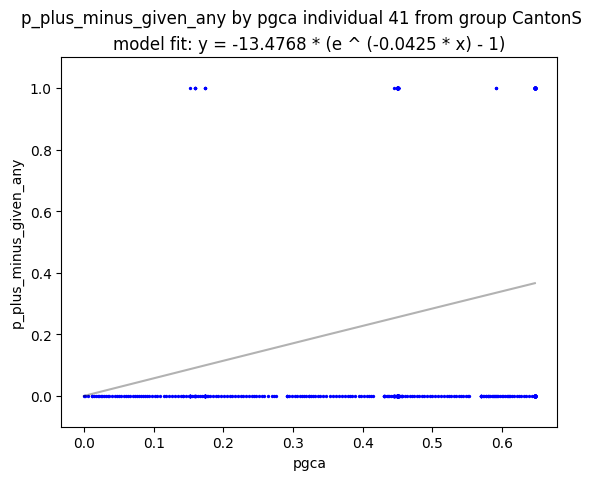 p_plus_minus_given_any by pgca individual 41 from group CantonS
model fit: y = -13.4768 * (e ^ (-0.0425 * x) - 1)
1.0
0.8
0.6
0.4
0.2
0.0
p_plus_minus_given_any
0.0 0.1 0.2 0.3 0.4 0.5 0.6
pgca